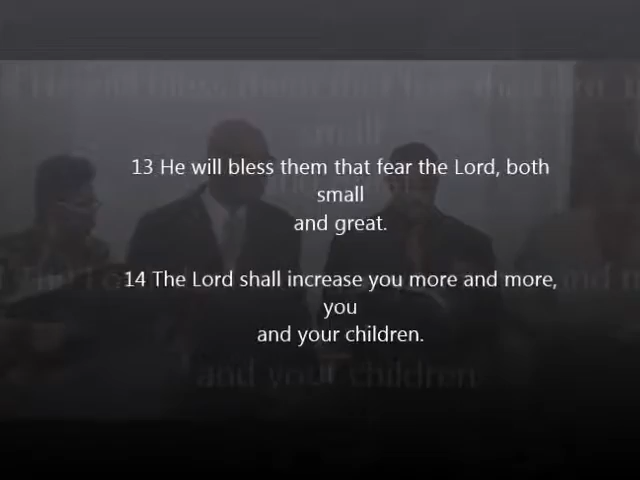 13 He will bless them that fear the Lord, both
small
and great.
14 The Lord shall increase you more and more,
you
and your children.